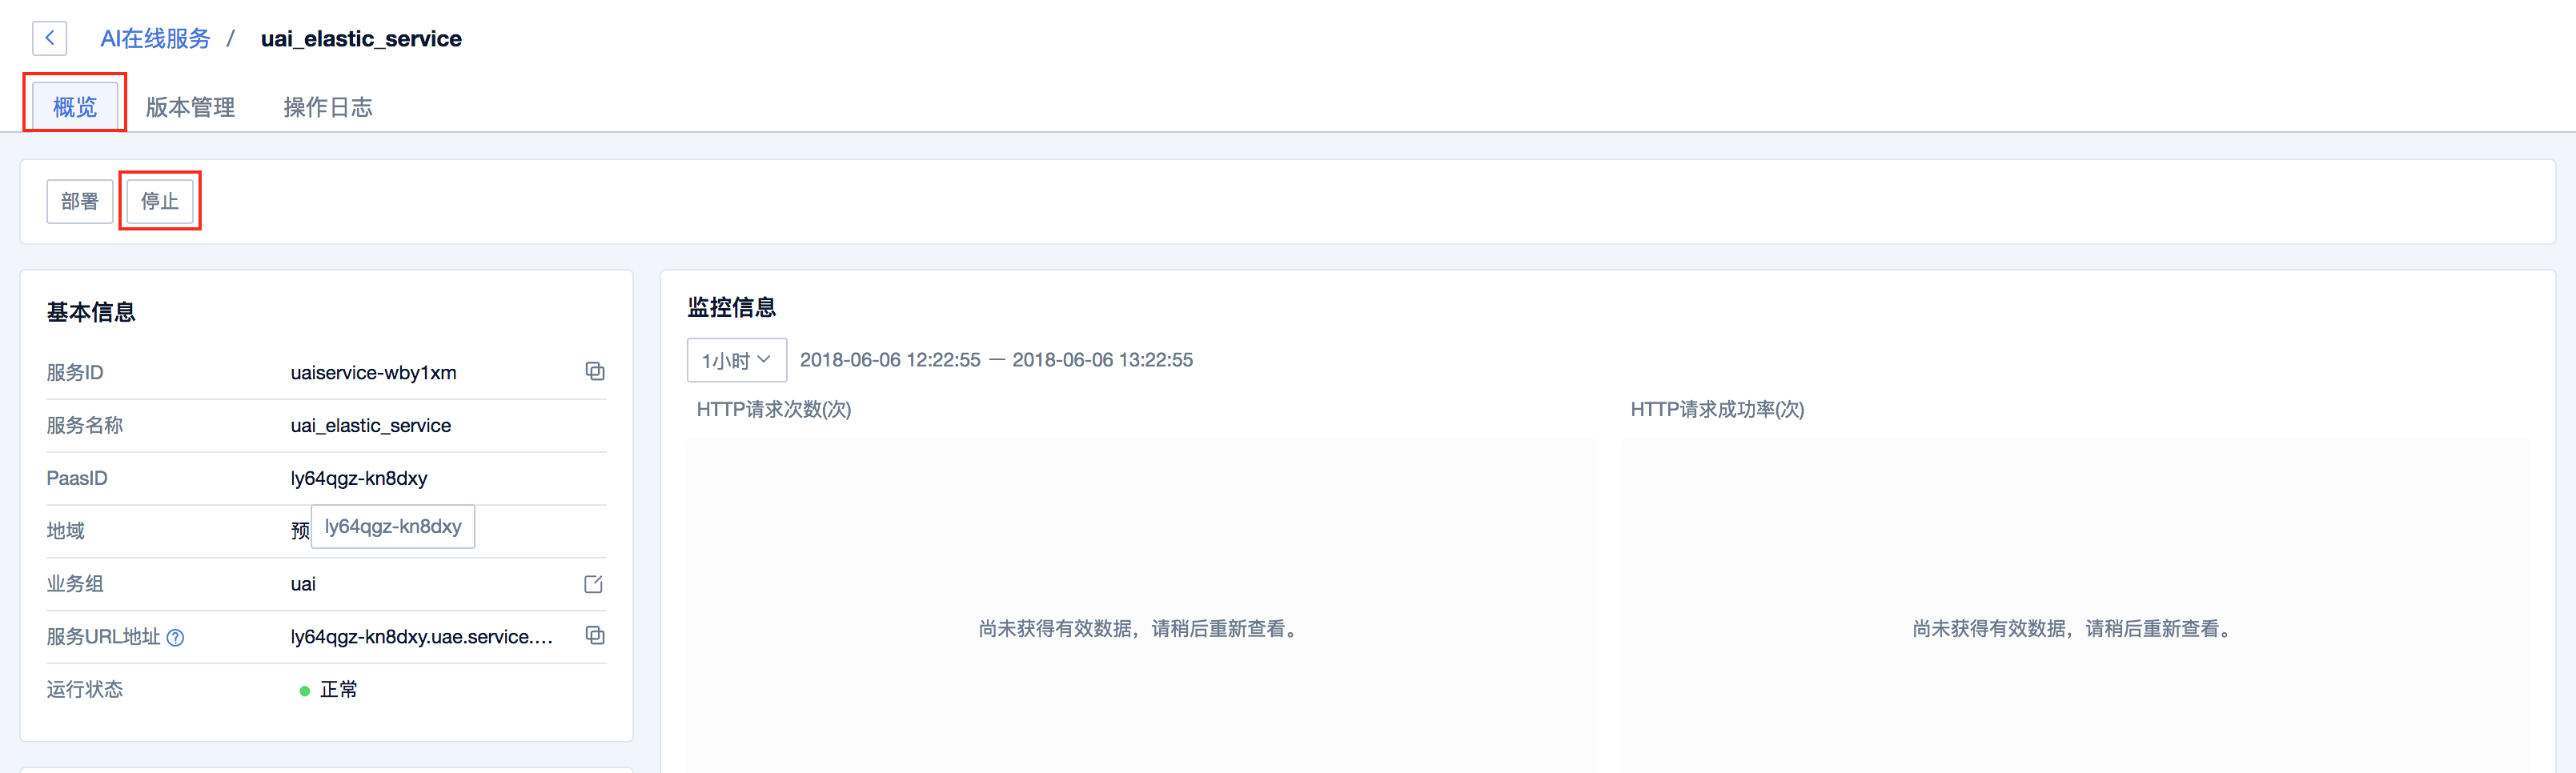 AI在线服务 / uai_elastic_service
概览 版本管理 操作日志
部署 停止
基本信息
服务ID uaiservice-wby1xm
服务名称 uai_elastic_service
PaasID ly64qgz-kn8dxy
地域 预 ly64qgz-kn8dxy
业务组 uai
服务URL地址 ? ly64qgz-kn8dxy.uae.service....
运行状态 正常
监控信息
1小时 2018-06-06 12:22:55 — 2018-06-06 13:22:55
HTTP请求次数(次) HTTP请求成功率(次)
尚未获得有效数据，请稍后重新查看。 尚未获得有效数据，请稍后重新查看。